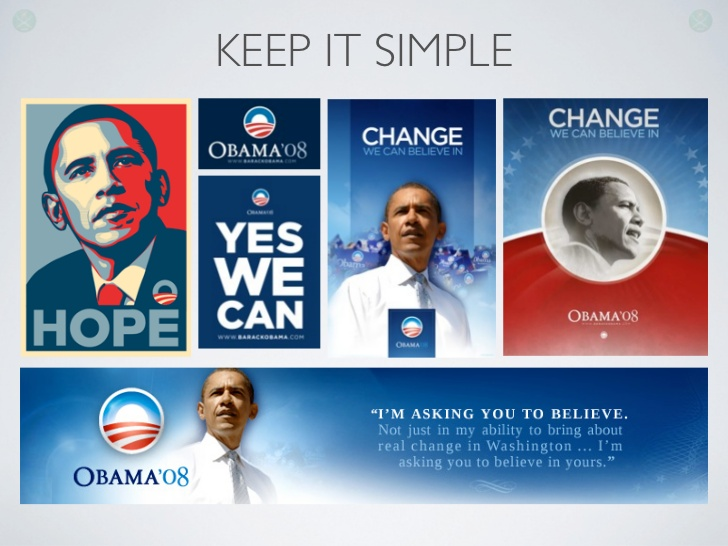 KEEP IT SIMPLE
HOPE
OBAMA'08
WWW.BARACKOBAMA.COM
OBAMA'08
YES
WE
CAN
WWW.BARACKOBAMA.COM
CHANGE
WE CAN BELIEVE IN
OBAMA'08
CHANGE
WE CAN BELIEVE IN
OBAMA'08
OBAMA'08
“I'M ASKING YOU TO BELIEVE.
Not just in my ability to bring about
real change in Washington ... I'm
asking you to believe in yours.”